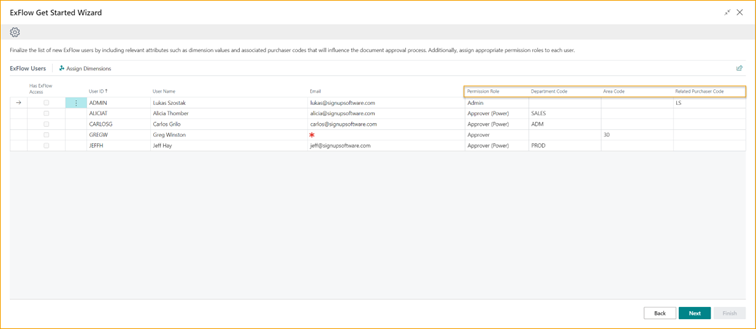 ExFlow Get Started Wizard
Finalize the list of new ExFlow users by including relevant attributes such as dimension values and associated purchaser codes that will influence the document approval process. Additionally, assign appropriate permission roles to each user.
ExFlow Users Assign Dimensions
Has ExFlow Access User ID ↑ User Name Email Permission Role Department Code Area Code Related Purchaser Code
→ ADMIN Lukas Szostak lukas@signupsoftware.com Admin LS
ALICIAT Alicia Thornber alicia@signupsoftware.com Approver (Power) SALES
CARLOSG Carlos Grilo carlos@signupsoftware.com Approver (Power) ADM
GREGW Greg Winston Approver 30
JEFFH Jeff Hay jeff@signupsoftware.com Approver (Power) PROD
Back Next Finish